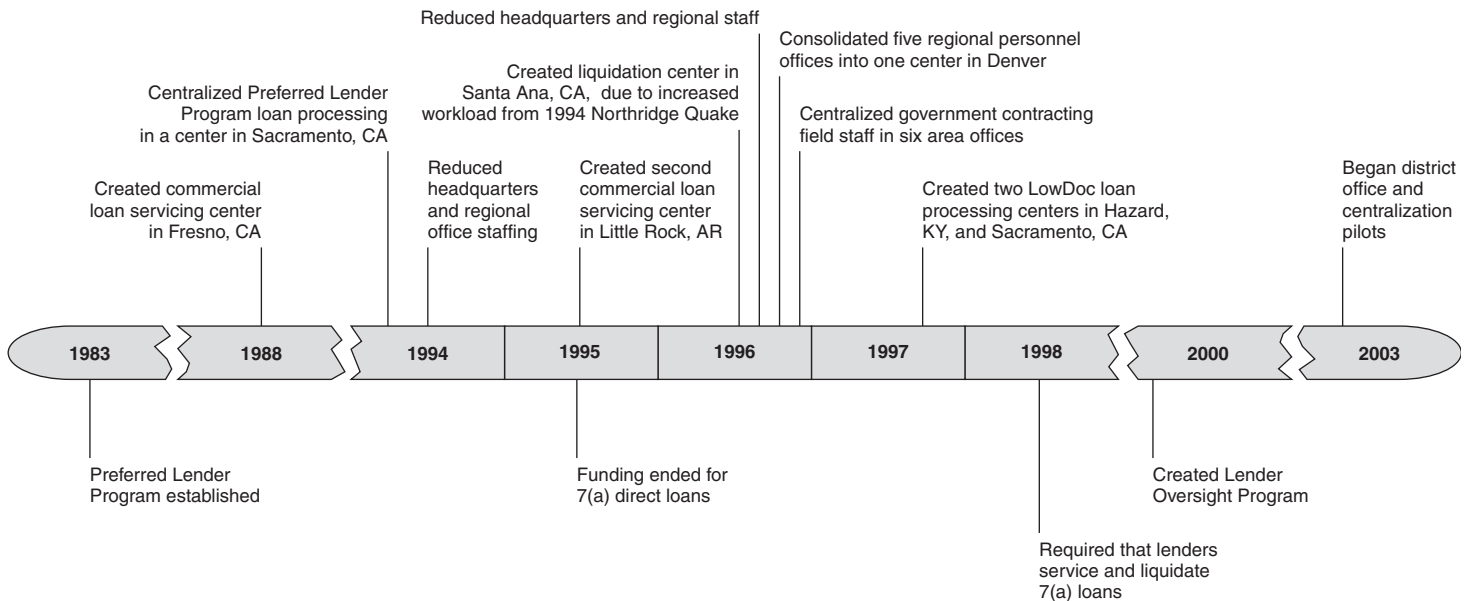 Reduced headquarters and regional staff
Consolidated five regional personnel
offices into one center in Denver
Created liquidation center in
Santa Ana, CA, due to increased
workload from 1994 Northridge Quake
Centralized Preferred Lender
Program loan processing
in a center in Sacramento, CA
Centralized government contracting
field staff in six area offices
Created commercial
loan servicing center
in Fresno, CA
Reduced
headquarters
and regional
office staffing
Created second
commercial loan
servicing center
in Little Rock, AR
Created two LowDoc loan
processing centers in Hazard,
KY, and Sacramento, CA
Began district
office and
centralization
pilots
1983
1988
1994
1995
1996
1997
1998
2000
2003
Preferred Lender
Program established
Funding ended for
7(a) direct loans
Created Lender
Oversight Program
Required that lenders
service and liquidate
7(a) loans